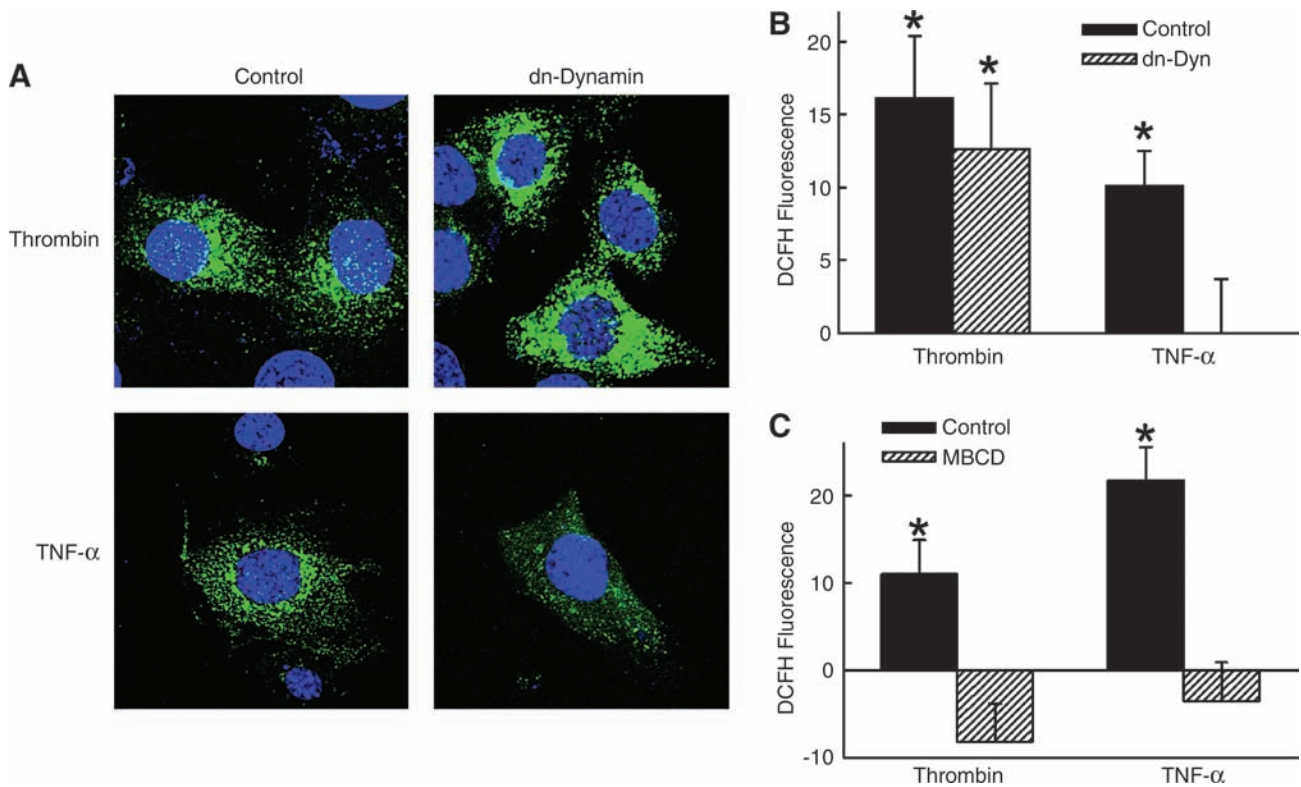 A
Control
dn-Dynamin
Thrombin
TNF-α
B
* Control
* dn-Dyn
*
20
15
10
5
0
DCFH Fluorescence
Thrombin
TNF-α
C
Control
MBCD
*
*
20
10
0
-10
DCFH Fluorescence
Thrombin
TNF-α